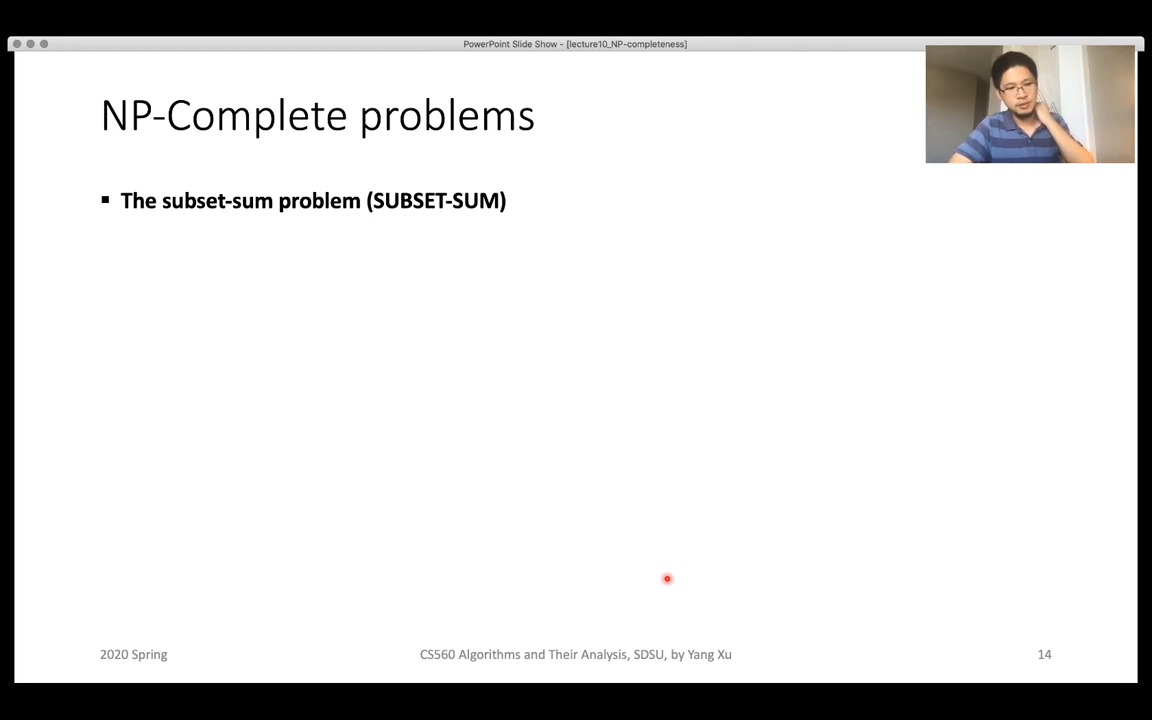 PowerPoint Slide Show - [lecture10_NP-completeness]
NP-Complete problems
▪ The subset-sum problem (SUBSET-SUM)
2020 Spring
CS560 Algorithms and Their Analysis, SDSU, by Yang Xu
14